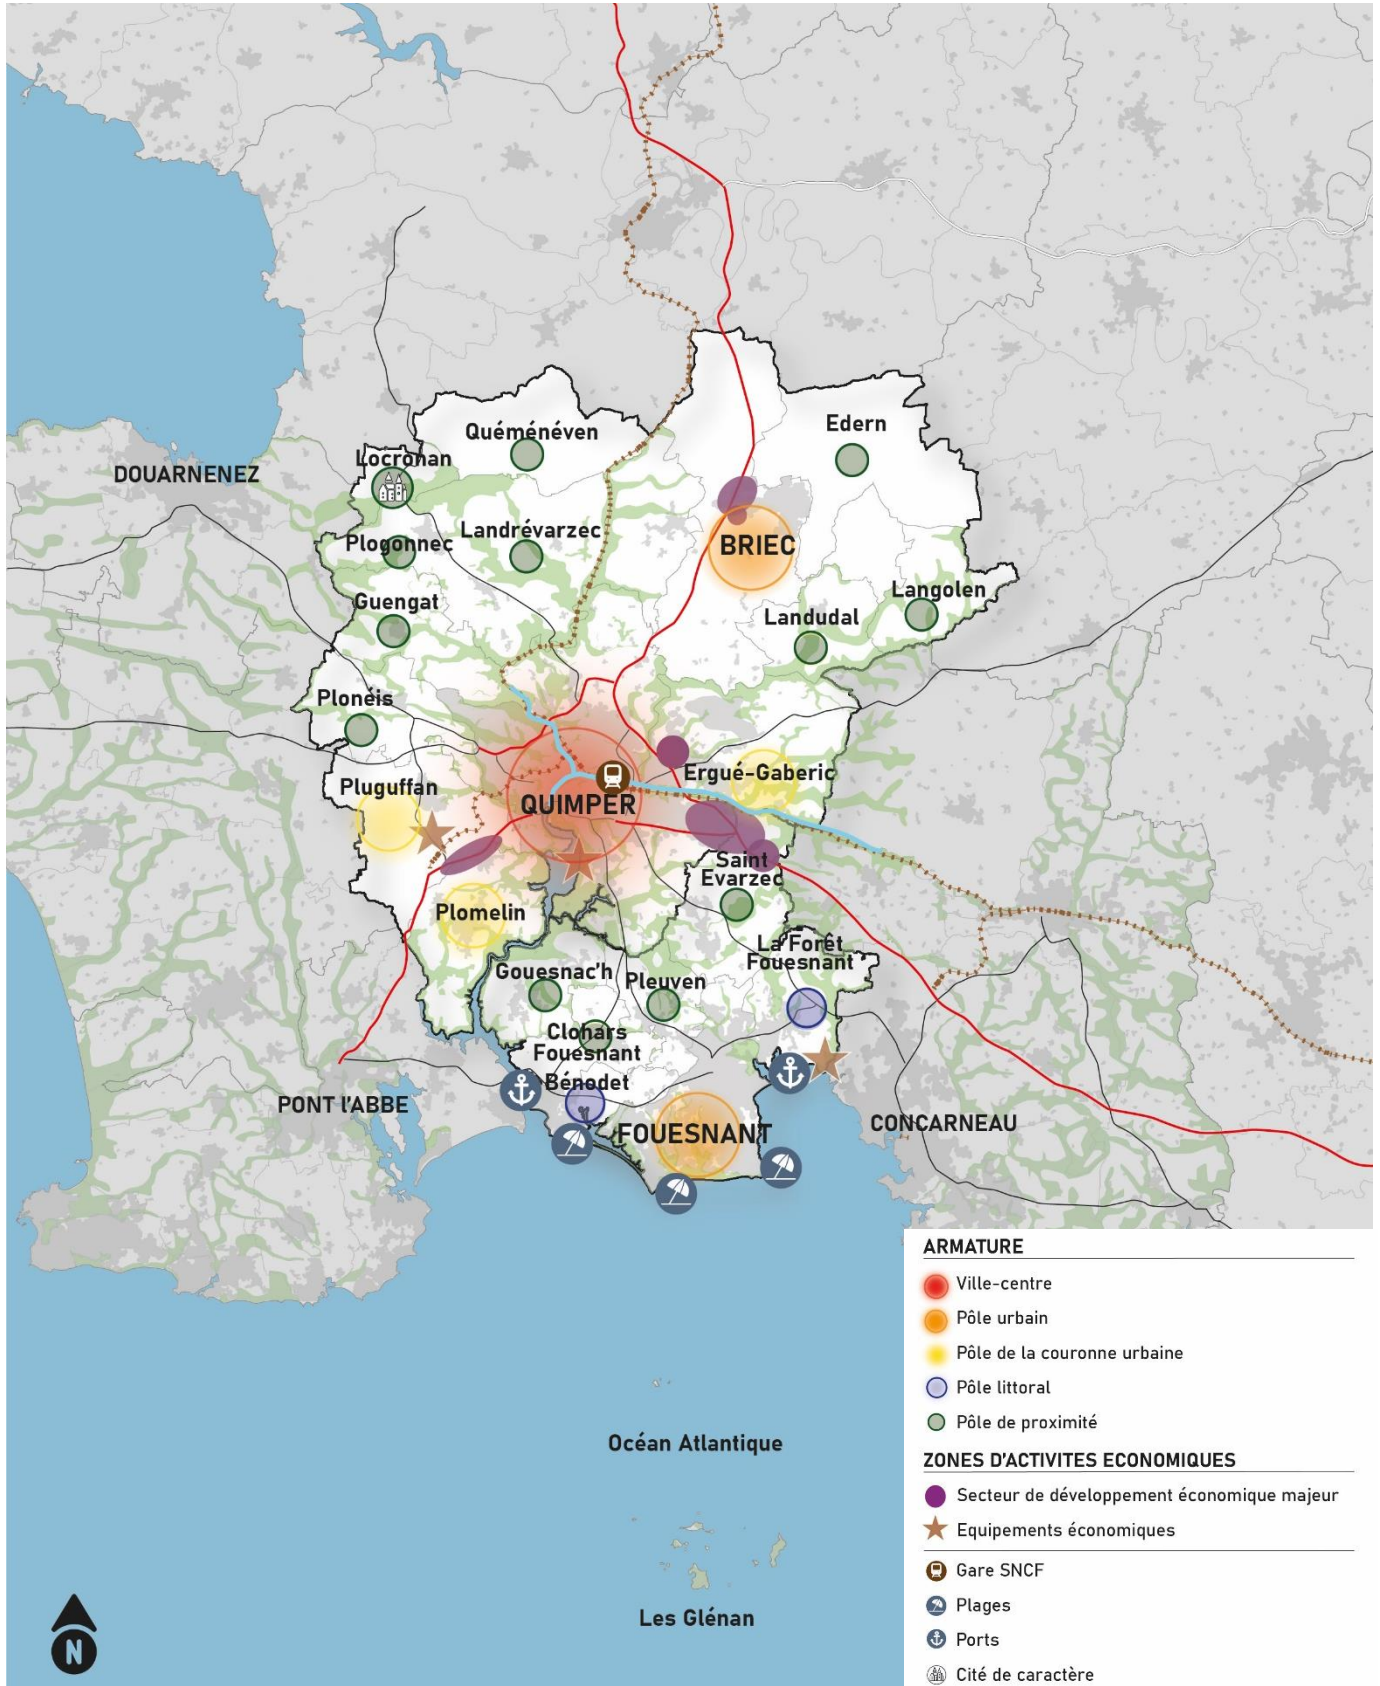 Quéménéven
Edern
Locronan
DOUARNENEZ
Plogonnec
Landrévarzec
BRIEC
Guengat
Langolen
Landudal
Plonéis
Pluguffan
Ergué-Gaberic
QUIMPER
Saint
Evarzec
Plomelin
La Forêt
Fouesnant
Gouesnac'h
Pleuven
Clohars
Fouesnant
Bénodet
PONT l'ABBE
FOUESNANT
CONCARNEAU
Océan Atlantique
Les Glénan
N
ARMATURE
Ville-centre
Pôle urbain
Pôle de la couronne urbaine
Pôle littoral
Pôle de proximité
ZONES D'ACTIVITES ECONOMIQUES
Secteur de développement économique majeur
Equipements économiques
Gare SNCF
Plages
Ports
Cité de caractère